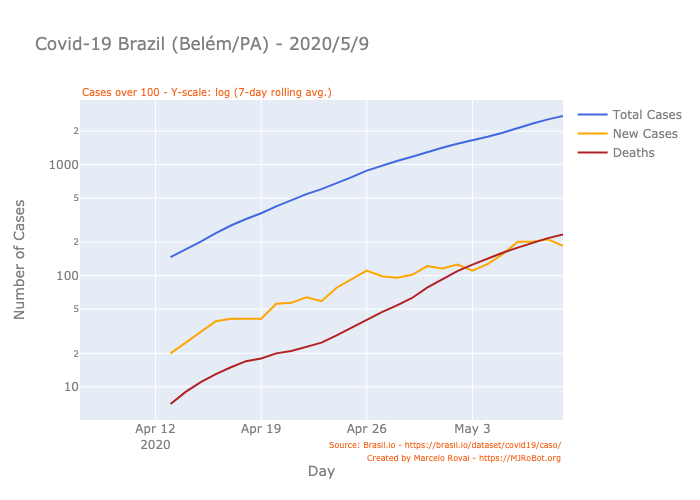 Covid-19 Brazil (Belém/PA) - 2020/5/9
Cases over 100 - Y-scale: log (7-day rolling avg.)
Total Cases
New Cases
Deaths
2
1000
5
2
100
5
2
10
Number of Cases
Apr 12 Apr 19 Apr 26 May 3
2020
Source: Brasil.io - https://brasil.io/dataset/covid19/caso/
Created by Marcelo Rovai - https://MJRoBot.org
Day